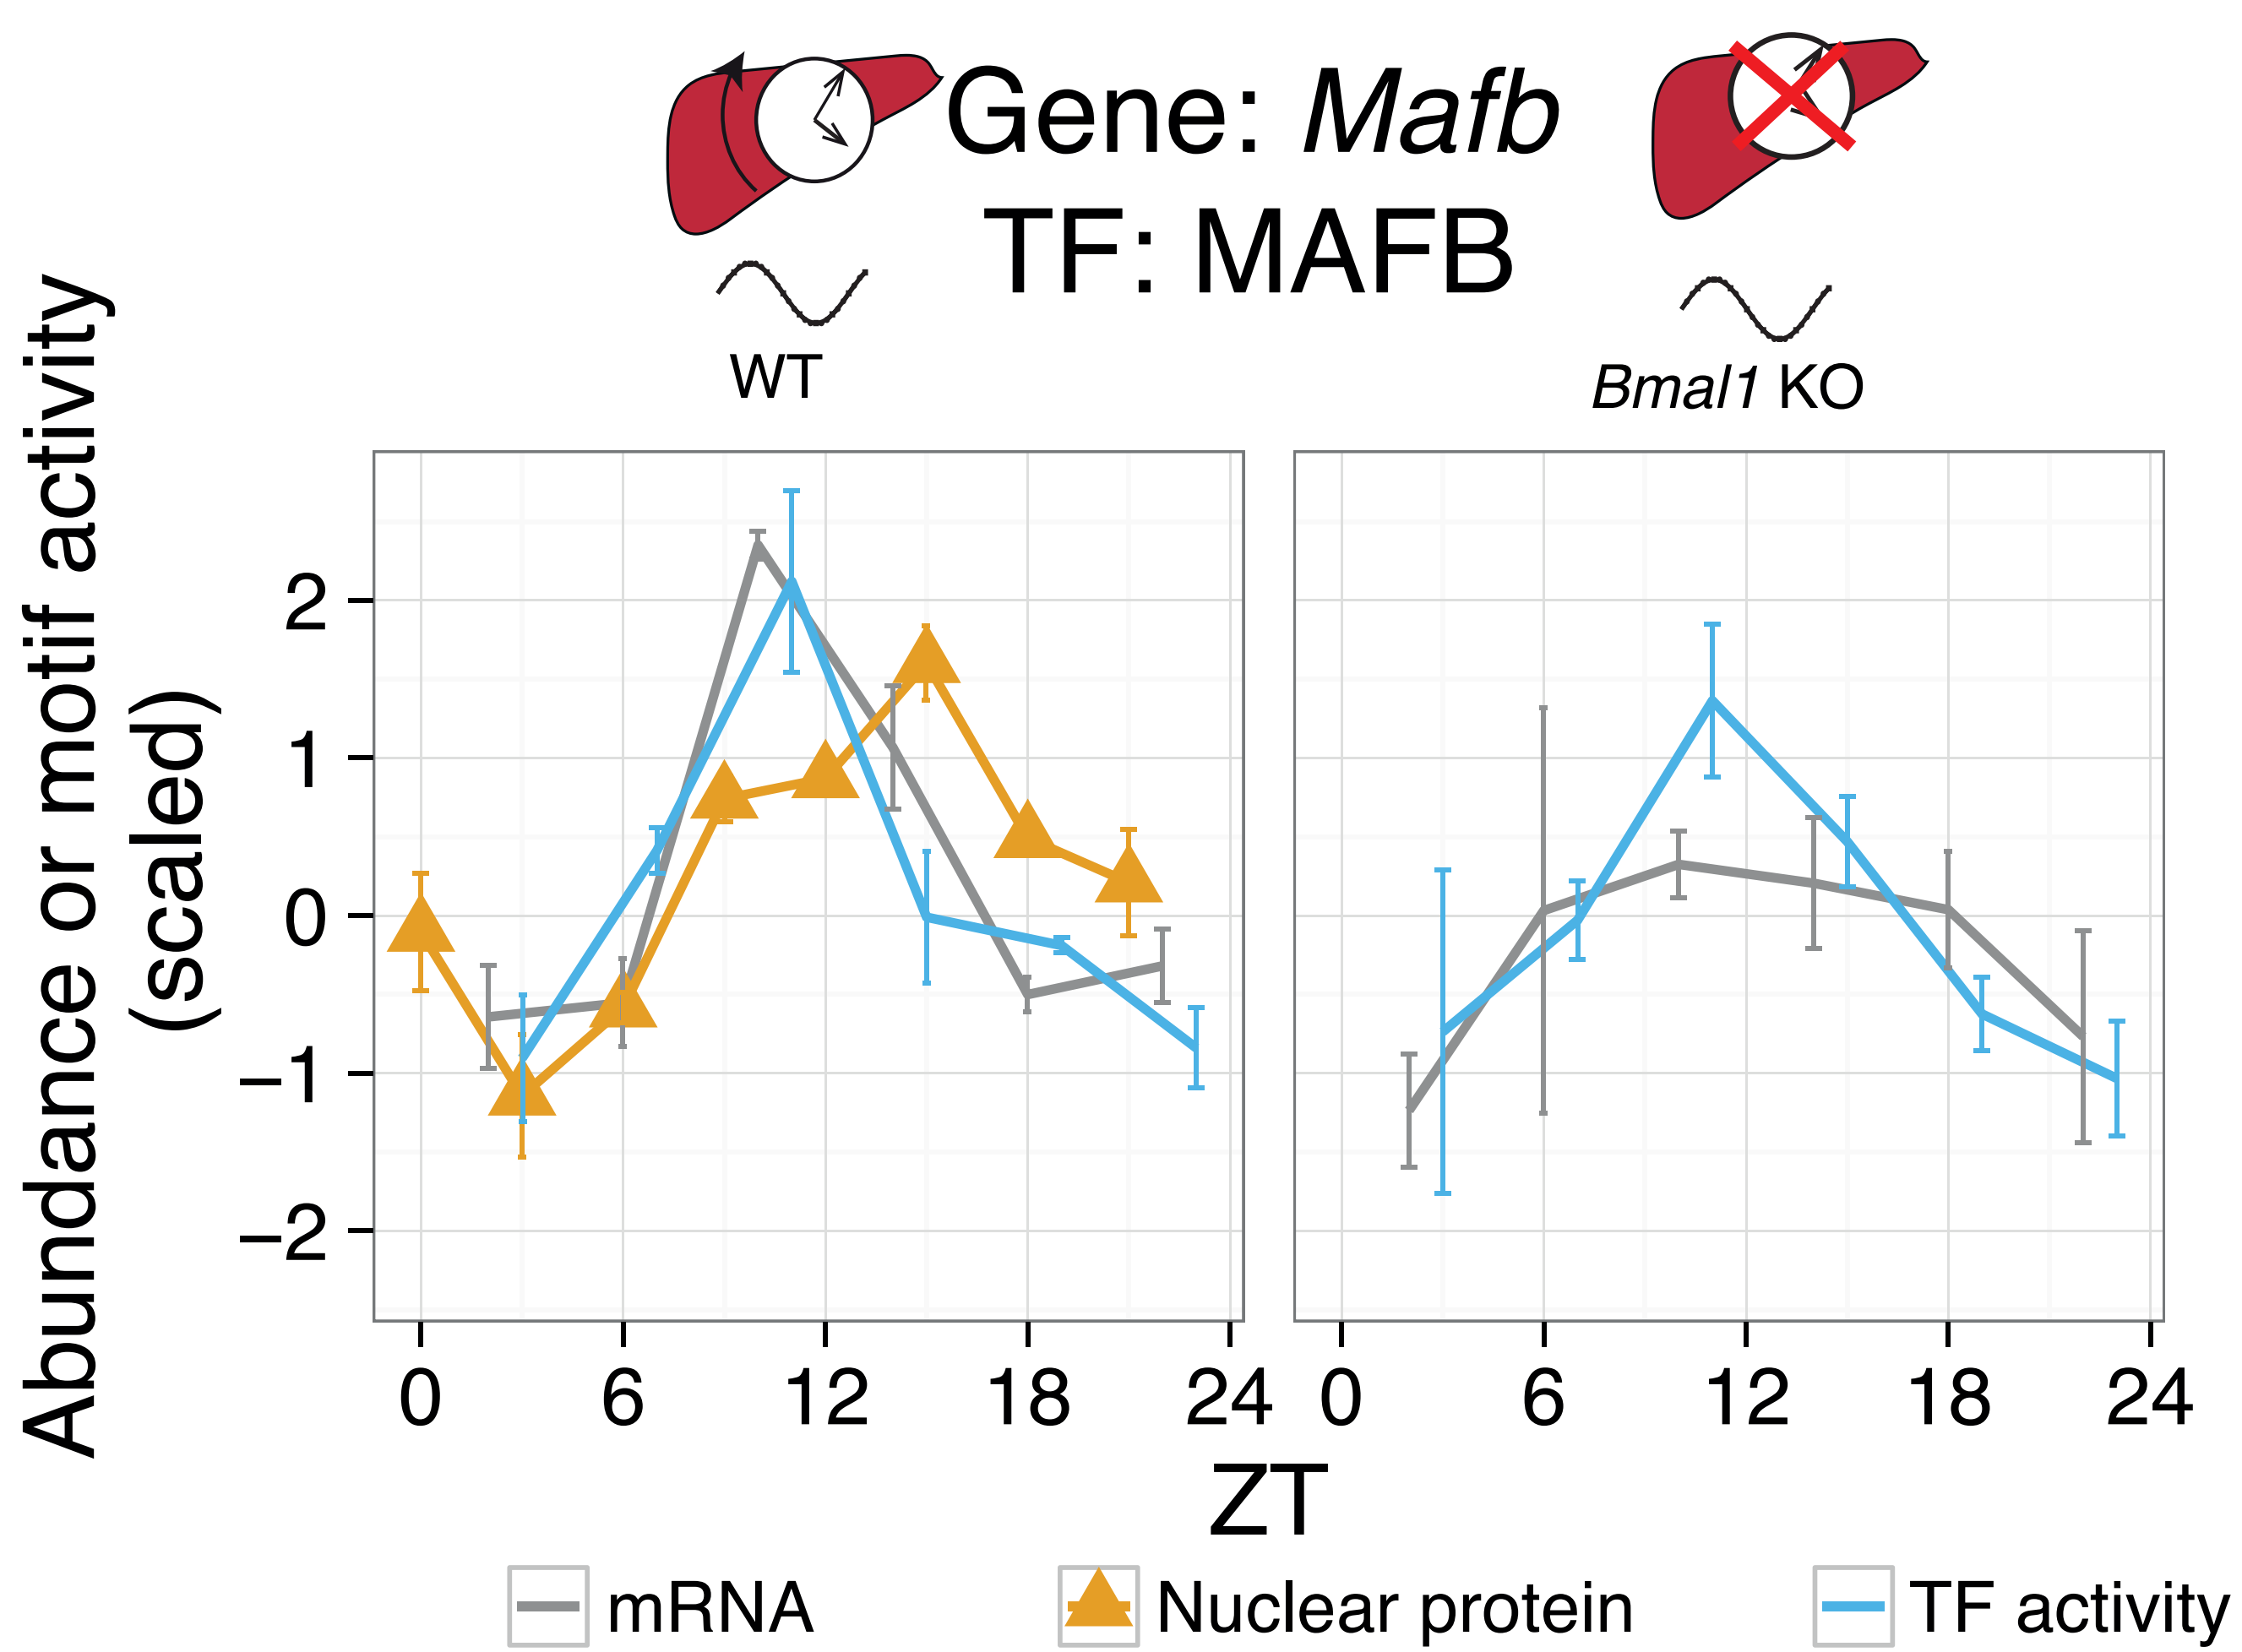 Gene: Mafb
TF: MAFB
WT
Bmal1 KO
Abundance or motif activity
(scaled)
2
1
0
−1
−2
0 6 12 18 24
0 6 12 18 24
ZT
mRNA
Nuclear protein
TF activity